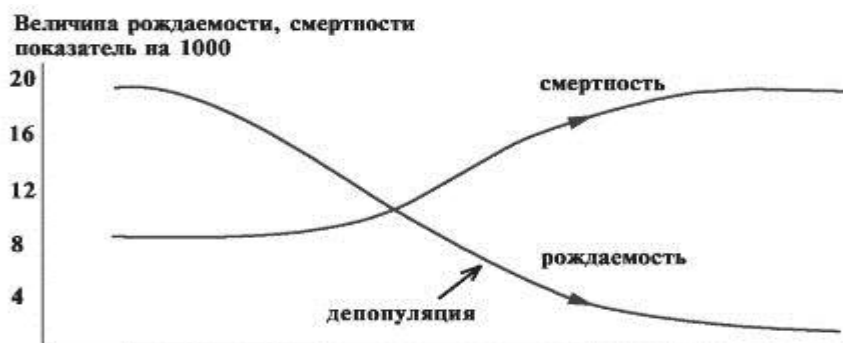 Величина рождаемости, смертности
показатель на 1000
20
смертность
16
12
8
рождаемость
4
депопуляция